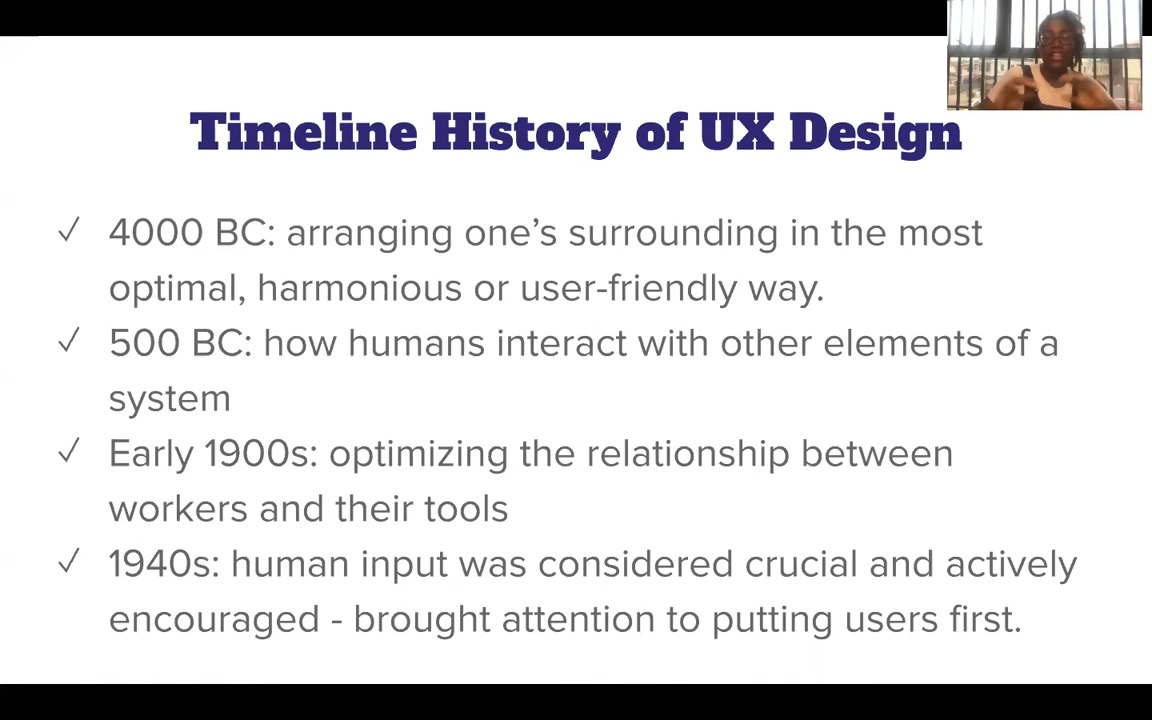 Timeline History of UX Design
✓ 4000 BC: arranging one’s surrounding in the most
optimal, harmonious or user-friendly way.
✓ 500 BC: how humans interact with other elements of a
system
✓ Early 1900s: optimizing the relationship between
workers and their tools
✓ 1940s: human input was considered crucial and actively
encouraged - brought attention to putting users first.